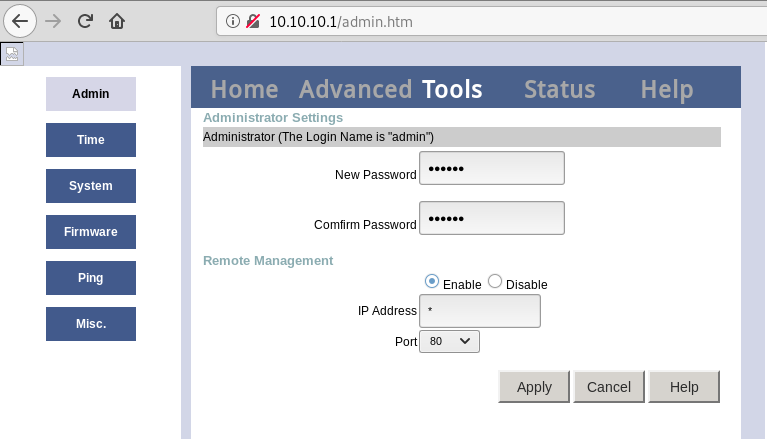 10.10.10.1/admin.htm
Home Advanced Tools Status Help
Admin
Time
System
Firmware
Ping
Misc.
Administrator Settings
Administrator (The Login Name is "admin")
New Password ••••••
Comfirm Password ••••••
Remote Management
Enable Disable
IP Address *
Port 80
Apply Cancel Help